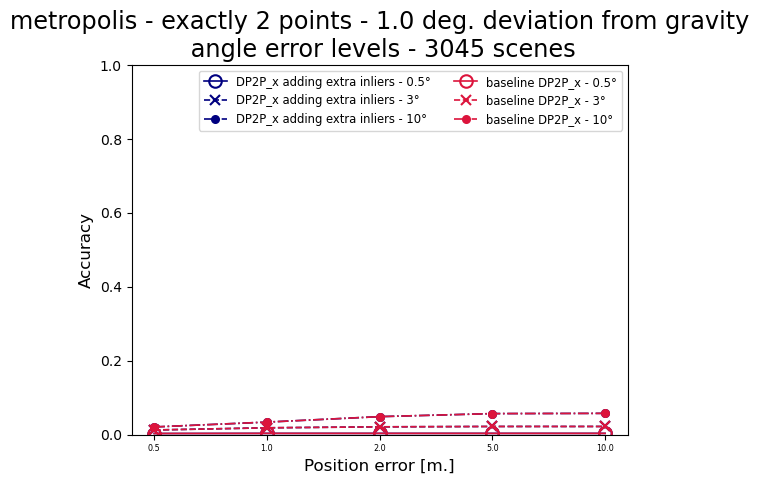 metropolis - exactly 2 points - 1.0 deg. deviation from gravity
angle error levels - 3045 scenes
DP2P_x adding extra inliers - 0.5°
DP2P_x adding extra inliers - 3°
DP2P_x adding extra inliers - 10°
baseline DP2P_x - 0.5°
baseline DP2P_x - 3°
baseline DP2P_x - 10°
Accuracy
1.0
0.8
0.6
0.4
0.2
0.0
0.5 1.0 2.0 5.0 10.0
Position error [m.]